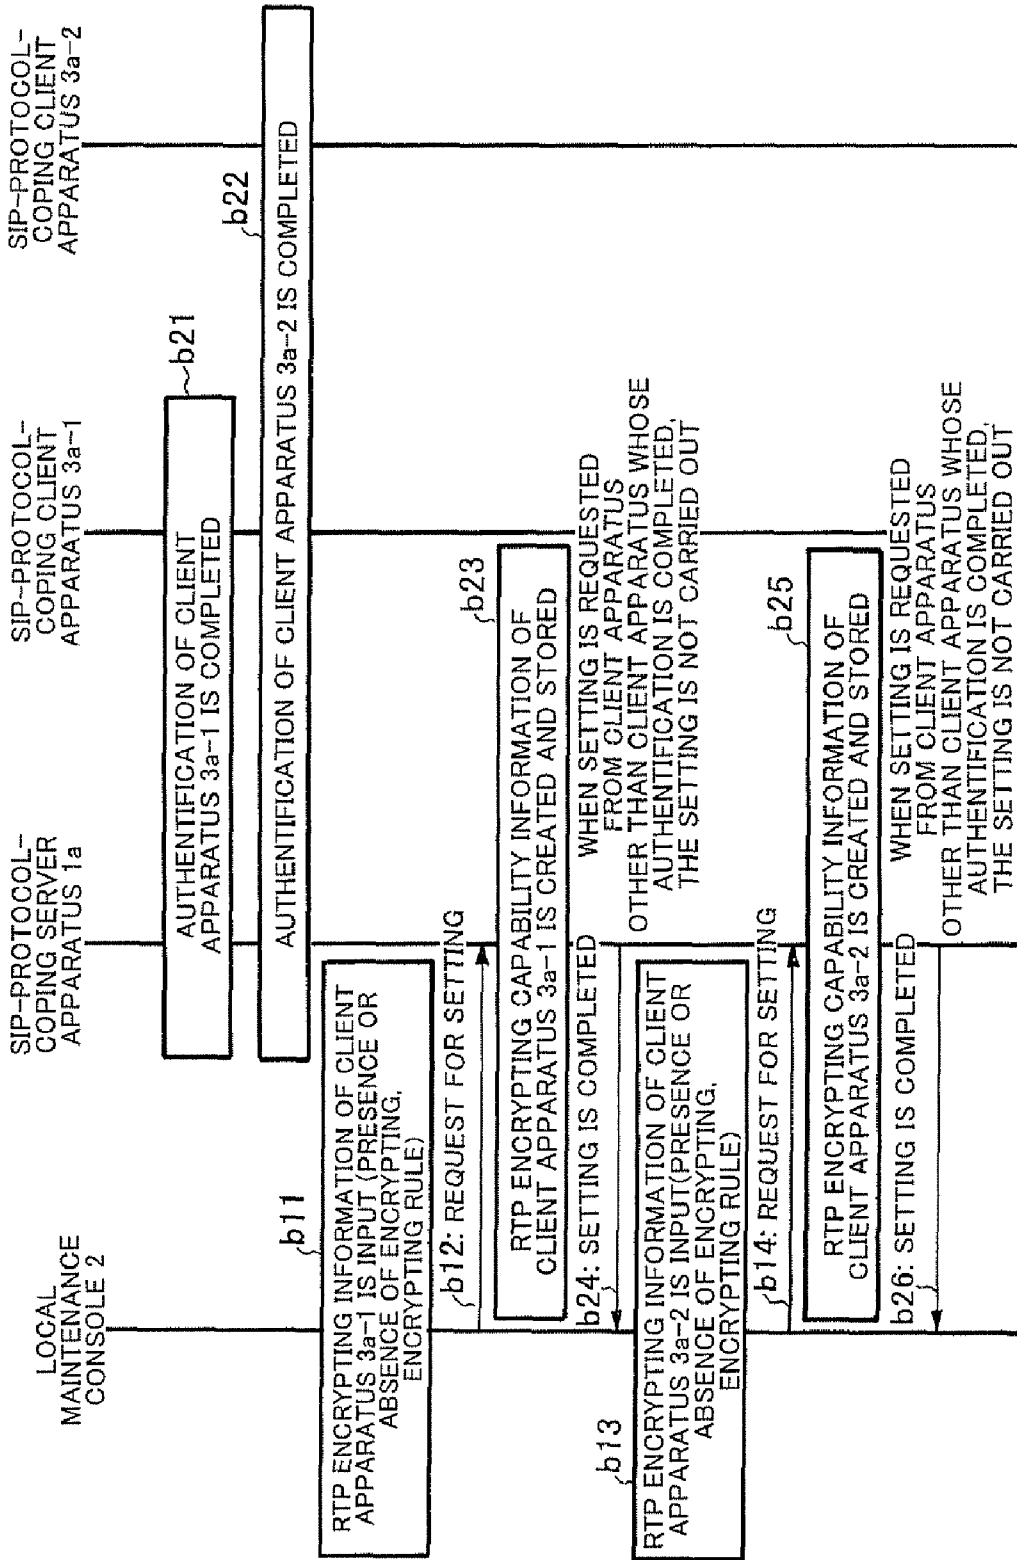 LOCAL
MAINTENANCE
CONSOLE 2
SIP-PROTOCOL-
COPING SERVER
APPARATUS 1a
SIP-PROTOCOL-
COPING CLIENT
APPARATUS 3a-1
SIP-PROTOCOL-
COPING CLIENT
APPARATUS 3a-2
b21
AUTHENTIFICATION OF CLIENT
APPARATUS 3a-1 IS COMPLETED
b22
AUTHENTIFICATION OF CLIENT APPARATUS 3a-2 IS COMPLETED
b11
RTP ENCRYPTING INFORMATION OF CLIENT
APPARATUS 3a-1 IS INPUT (PRESENCE OR
ABSENCE OF ENCRYPTING,
ENCRYPTING RULE)
b12: REQUEST FOR SETTING
b23
RTP ENCRYPTING CAPABILITY INFORMATION OF
CLIENT APPARATUS 3a-1 IS CREATED AND STORED
b24: SETTING IS COMPLETED
WHEN SETTING IS REQUESTED
FROM CLIENT APPARATUS
OTHER THAN CLIENT APPARATUS WHOSE
AUTHENTIFICATION IS COMPLETED,
THE SETTING IS NOT CARRIED OUT
b13
RTP ENCRYPTING INFORMATION OF CLIENT
APPARATUS 3a-2 IS INPUT(PRESENCE OR
ABSENCE OF ENCRYPTING,
ENCRYPTING RULE)
b14: REQUEST FOR SETTING
b25
RTP ENCRYPTING CAPABILITY INFORMATION OF
CLIENT APPARATUS 3a-2 IS CREATED AND STORED
b26: SETTING IS COMPLETED
WHEN SETTING IS REQUESTED
FROM CLIENT APPARATUS
OTHER THAN CLIENT APPARATUS WHOSE
AUTHENTIFICATION IS COMPLETED,
THE SETTING IS NOT CARRIED OUT